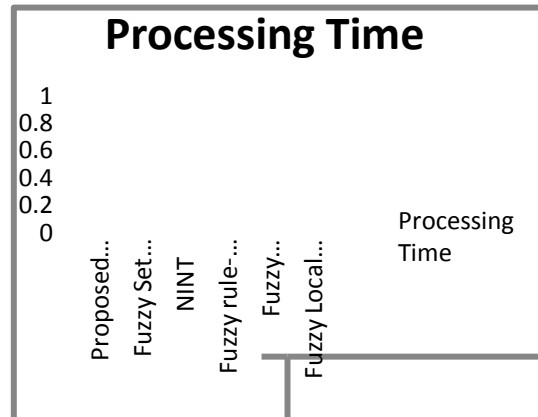 Processing Time
1
0.8
0.6
0.4
0.2
0
Proposed...
Fuzzy Set...
NINT
Fuzzy rule-...
Fuzzy...
Fuzzy Local...
Processing
Time